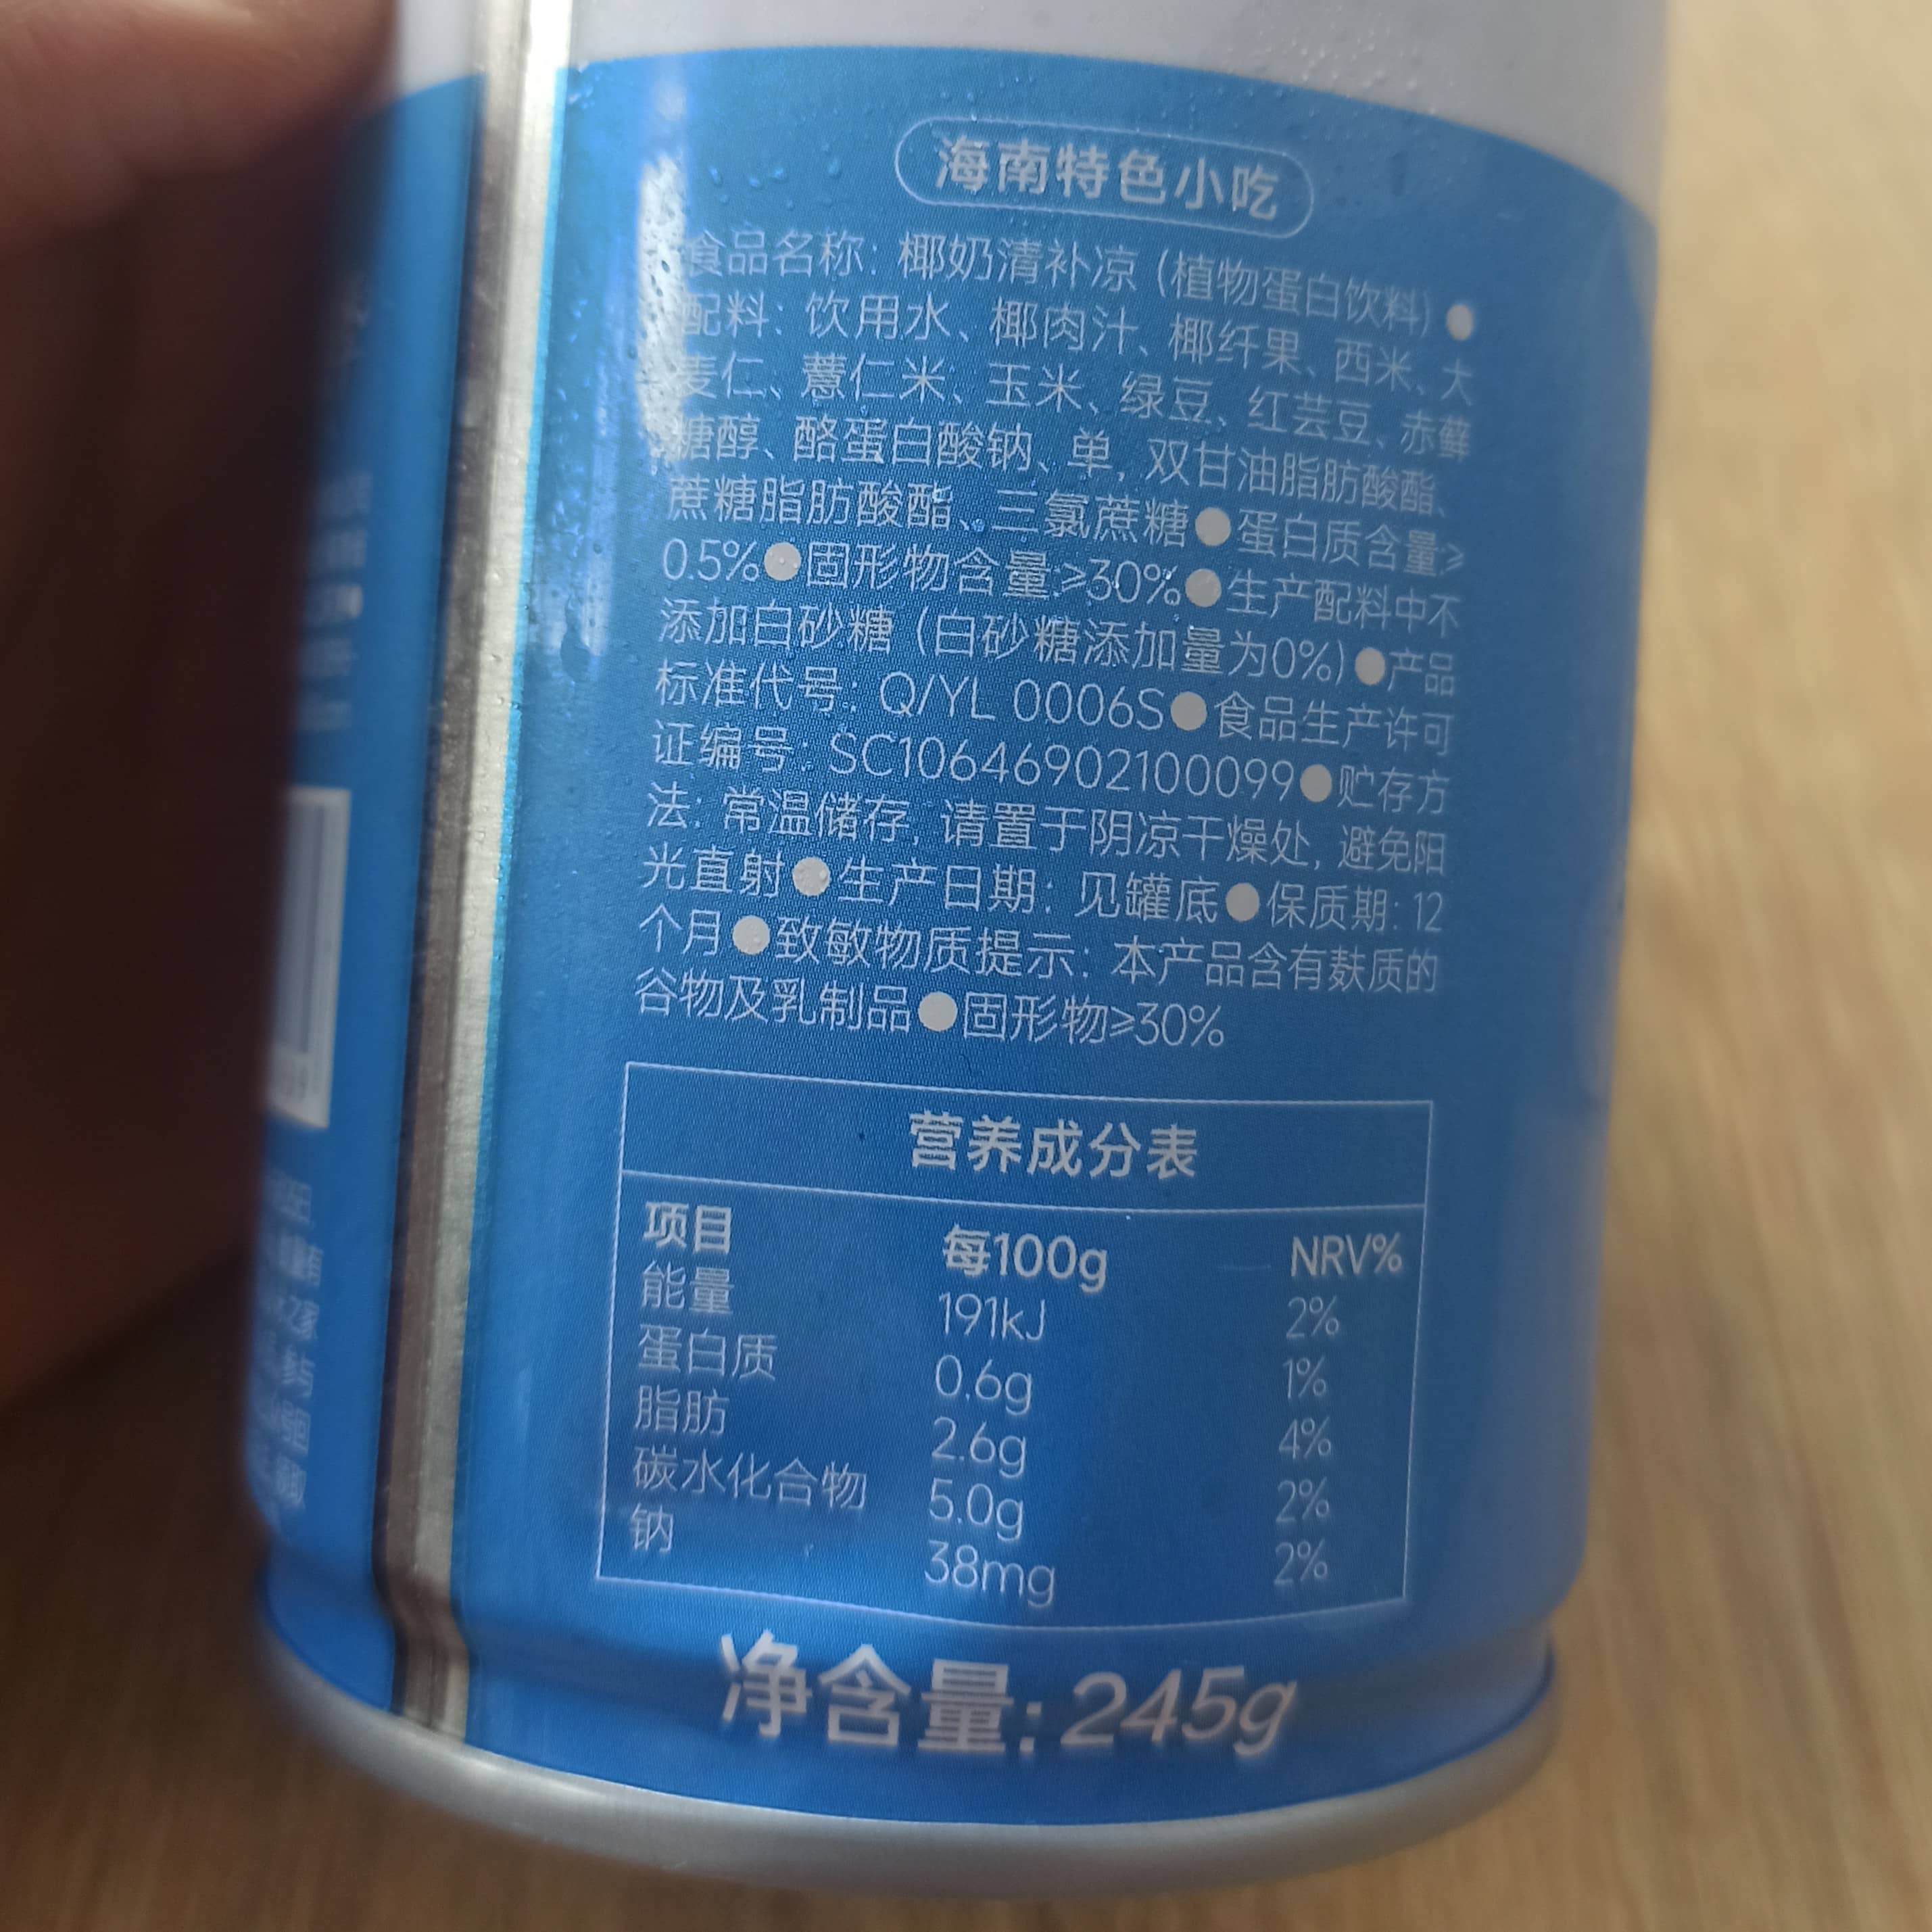 海南特色小吃
食品名称: 椰奶清补凉 (植物蛋白饮料) ●
配料: 饮用水、椰肉汁、椰纤果、西米、大
麦仁、薏仁米、玉米、绿豆、红芸豆、赤藓
糖醇、酪蛋白酸钠、单, 双甘油脂肪酸酯、
蔗糖脂肪酸酯、三氯蔗糖●蛋白质含量:≥
0.5%●固形物含量:≥30%●生产配料中不
添加白砂糖 (白砂糖添加量为0%)●产品
标准代号: Q/YL 0006S●食品生产许可
证编号: SC10646902100099●贮存方
法: 常温储存, 请置于阴凉干燥处, 避免阳
光直射●生产日期: 见罐底●保质期: 12
个月●致敏物质提示: 本产品含有麸质的
谷物及乳制品●固形物≥30%
营养成分表
项目 每100g NRV%
能量 191kJ 2%
蛋白质 0.6g 1%
脂肪 2.6g 4%
碳水化合物 5.0g 2%
钠 38mg 2%
净含量: 245g